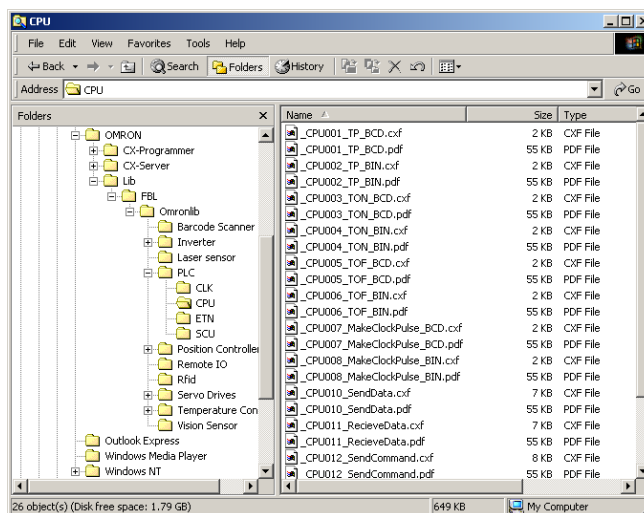 CPU
File Edit View Favorites Tools Help
Back Search Folders History
Address CPU Go
Folders
OMRON
CX-Programmer
CX-Server
Lib
FBL
Omronlib
Barcode Scanner
Inverter
Laser sensor
PLC
CLK
CPU
ETN
SCU
Position Controller
Remote IO
Rfid
Servo Drives
Temperature Con
Vision Sensor
Outlook Express
Windows Media Player
Windows NT
Name Size Type
_CPU001_TP_BCD.cxf 2 KB CXF File
_CPU001_TP_BCD.pdf 55 KB PDF File
_CPU002_TP_BIN.cxf 2 KB CXF File
_CPU002_TP_BIN.pdf 55 KB PDF File
_CPU003_TON_BCD.cxf 2 KB CXF File
_CPU003_TON_BCD.pdf 55 KB PDF File
_CPU004_TON_BIN.cxf 2 KB CXF File
_CPU004_TON_BIN.pdf 55 KB PDF File
_CPU005_TOF_BCD.cxf 2 KB CXF File
_CPU005_TOF_BCD.pdf 55 KB PDF File
_CPU006_TOF_BIN.cxf 2 KB CXF File
_CPU006_TOF_BIN.pdf 55 KB PDF File
_CPU007_MakeClockPulse_BCD.cxf 2 KB CXF File
_CPU007_MakeClockPulse_BCD.pdf 55 KB PDF File
_CPU008_MakeClockPulse_BIN.cxf 2 KB CXF File
_CPU008_MakeClockPulse_BIN.pdf 55 KB PDF File
_CPU010_SendData.cxf 7 KB CXF File
_CPU010_SendData.pdf 55 KB PDF File
_CPU011_RecieveData.cxf 7 KB CXF File
_CPU011_RecieveData.pdf 55 KB PDF File
_CPU012_SendCommand.cxf 8 KB CXF File
_CPU012_SendCommand.pdf 55 KB PDF File
26 object(s) (Disk free space: 1.79 GB) 649 KB My Computer